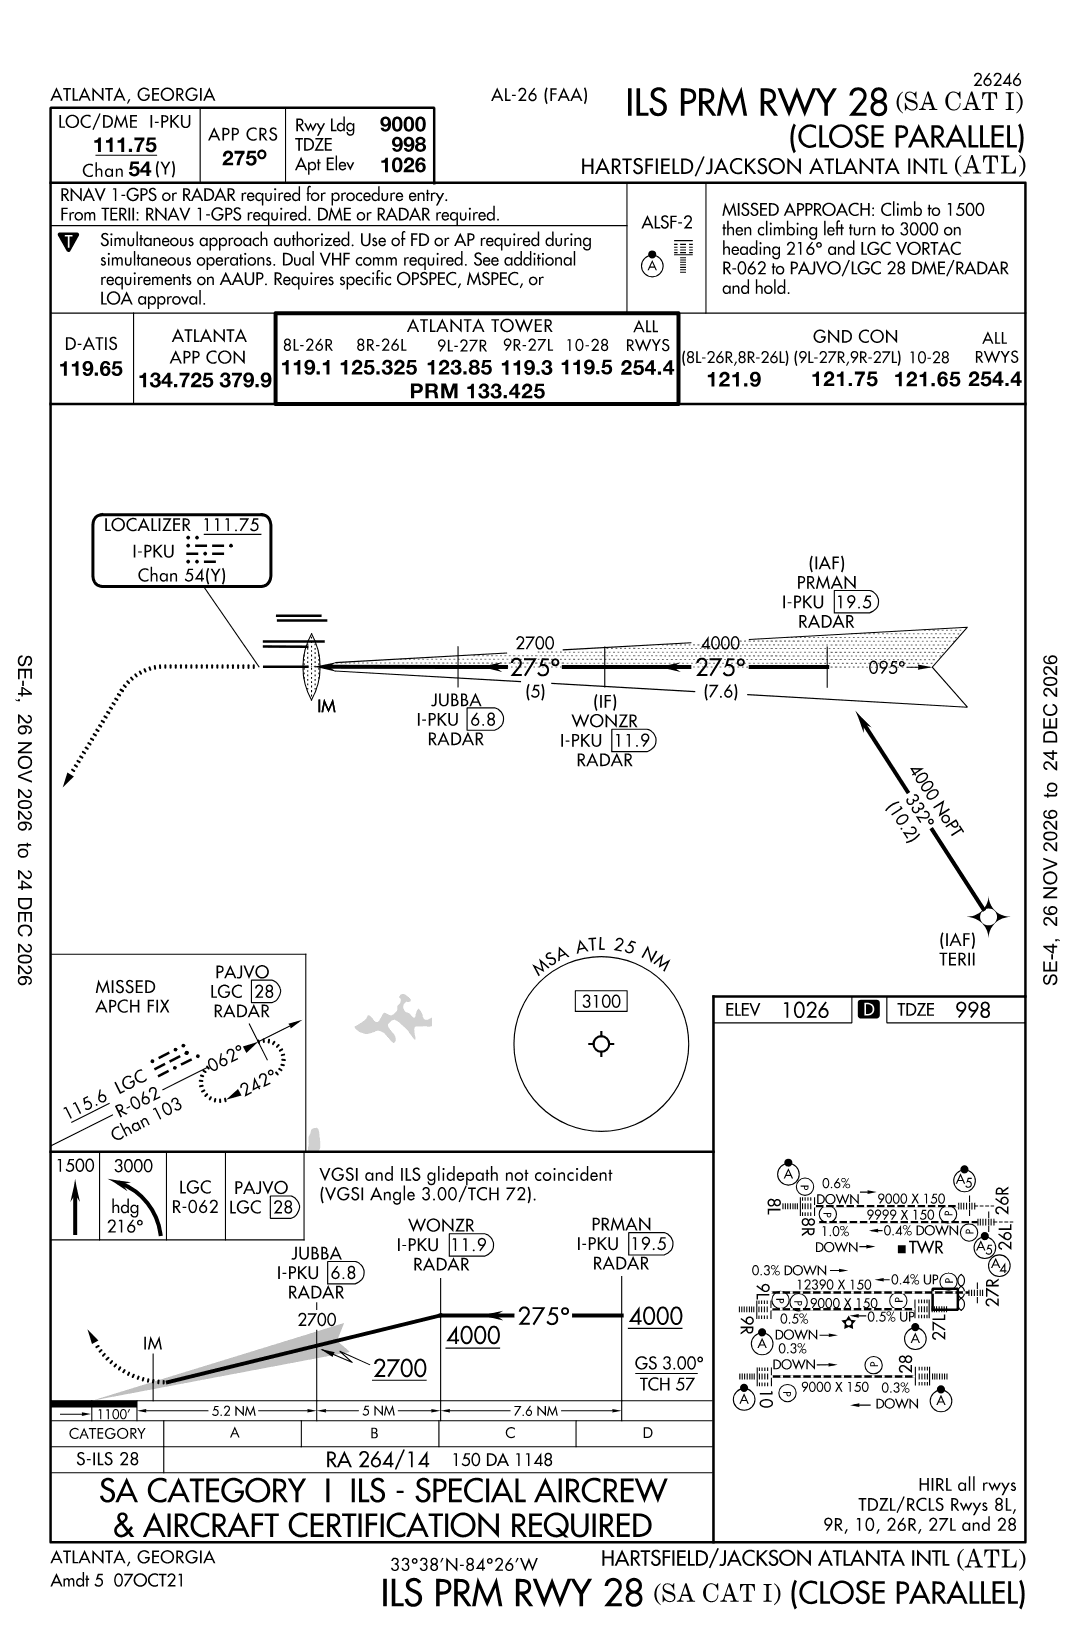 26246
ATLANTA, GEORGIA
AL-26 (FAA)
ILS PRM RWY 28 (SA CAT I)
(CLOSE PARALLEL)
HARTSFIELD/JACKSON ATLANTA INTL (ATL)
LOC/DME I-PKU
111.75
Chan 54 (Y)
APP CRS
275°
Rwy Ldg 9000
TDZE 998
Apt Elev 1026
RNAV 1-GPS or RADAR required for procedure entry.
From TERII: RNAV 1-GPS required. DME or RADAR required.
T
Simultaneous approach authorized. Use of FD or AP required during
simultaneous operations. Dual VHF comm required. See additional
requirements on AAUP. Requires specific OPSPEC, MSPEC, or
LOA approval.
ALSF-2
A
MISSED APPROACH: Climb to 1500
then climbing left turn to 3000 on
heading 216° and LGC VORTAC
R-062 to PAJVO/LGC 28 DME/RADAR
and hold.
D-ATIS
119.65
ATLANTA
APP CON
134.725 379.9
ATLANTA TOWER
8L-26R 8R-26L 9L-27R 9R-27L 10-28 ALL RWYS
119.1 125.325 123.85 119.3 119.5 254.4
PRM 133.425
GND CON
(8L-26R,8R-26L) (9L-27R,9R-27L) 10-28 ALL RWYS
121.9 121.75 121.65 254.4
LOCALIZER 111.75
I-PKU
Chan 54(Y)
(IAF)
PRMAN
I-PKU 19.5
RADAR
2700
275°
(5)
4000
275°
(7.6)
095°
IM
JUBBA
I-PKU 6.8
RADAR
(IF)
WONZR
I-PKU 11.9
RADAR
4000 NoPT
332°
(10.2)
(IAF)
TERII
SE-4, 26 NOV 2026 to 24 DEC 2026
SE-4, 26 NOV 2026 to 24 DEC 2026
MISSED
APCH FIX
PAJVO
LGC 28
RADAR
062°
242°
115.6 LGC
R-062
Chan 103
MSA ATL 25 NM
3100
ELEV 1026
D
TDZE 998
A
P
0.6%
DOWN
9000 X 150
A5
26R
8L
P
9999 X 150
P
8R
1.0%
DOWN
0.4% DOWN
P
26L
A5
TWR
A4
0.3% DOWN
12390 X 150
0.4% UP
P
27R
9L
P
P
9000 X 150
P
9R
0.5%
DOWN
0.5% UP
27L
A
A
0.3%
DOWN
P
28
10
P
9000 X 150
0.3%
DOWN
A
A
HIRL all rwys
TDZL/RCLS Rwys 8L,
9R, 10, 26R, 27L and 28
1500
3000
hdg
216°
LGC
R-062
PAJVO
LGC 28
VGSI and ILS glidepath not coincident
(VGSI Angle 3.00/TCH 72).
WONZR
I-PKU 11.9
RADAR
PRMAN
I-PKU 19.5
RADAR
JUBBA
I-PKU 6.8
RADAR
2700
IM
275°
4000
4000
2700
GS 3.00°
TCH 57
1100'
5.2 NM
5 NM
7.6 NM
CATEGORY A B C D
S-ILS 28 RA 264/14 150 DA 1148
SA CATEGORY I ILS - SPECIAL AIRCREW
& AIRCRAFT CERTIFICATION REQUIRED
ATLANTA, GEORGIA
Amdt 5 07OCT21
33°38'N-84°26'W
HARTSFIELD/JACKSON ATLANTA INTL (ATL)
ILS PRM RWY 28 (SA CAT I) (CLOSE PARALLEL)